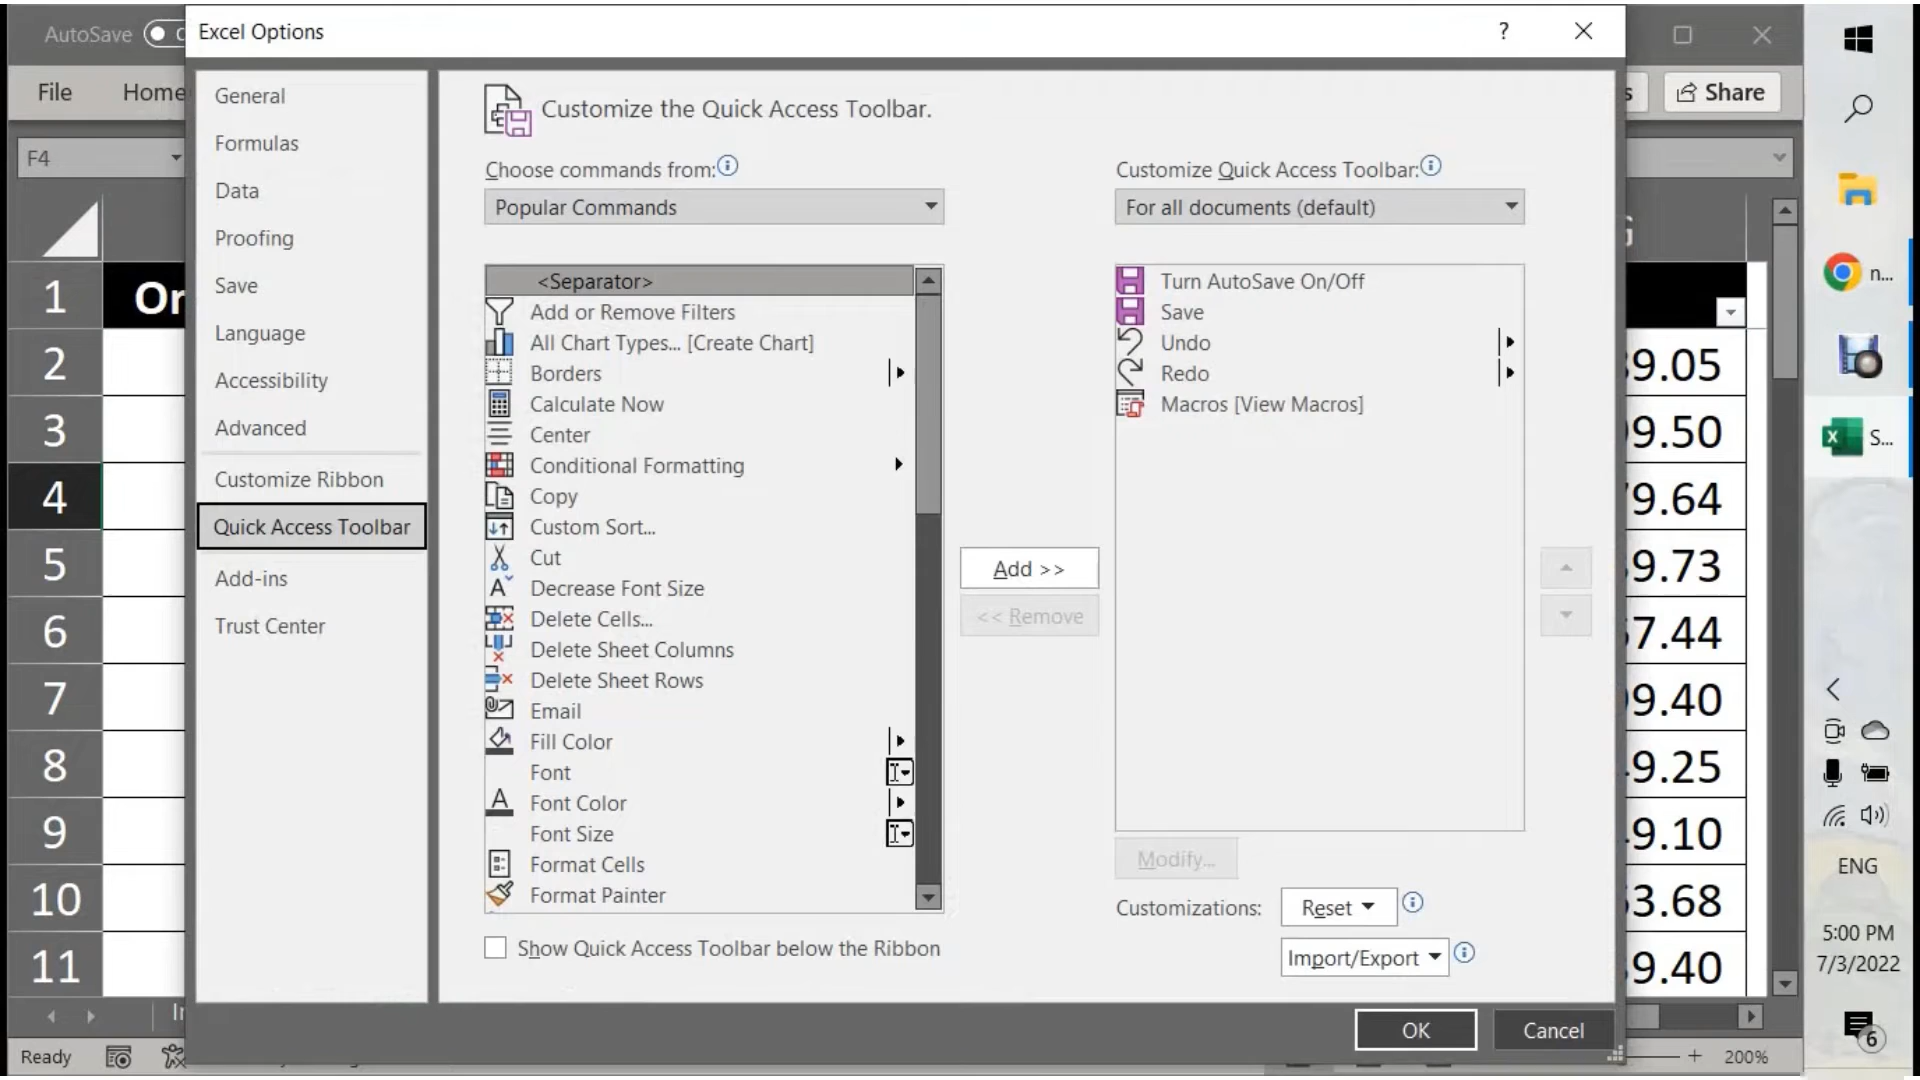 AutoSave
Excel Options
?
File
Home
Share
F4
General
Formulas
Data
Proofing
Save
Language
Accessibility
Advanced
Customize Ribbon
Quick Access Toolbar
Add-ins
Trust Center
Customize the Quick Access Toolbar.
Choose commands from:
Popular Commands
<Separator>
Add or Remove Filters
All Chart Types... [Create Chart]
Borders
Calculate Now
Center
Conditional Formatting
Copy
Custom Sort...
Cut
Decrease Font Size
Delete Cells...
Delete Sheet Columns
Delete Sheet Rows
Email
Fill Color
Font
Font Color
Font Size
Format Cells
Format Painter
Show Quick Access Toolbar below the Ribbon
Add >>
<< Remove
Customize Quick Access Toolbar:
For all documents (default)
Turn AutoSave On/Off
Save
Undo
Redo
Macros [View Macros]
Modify...
Customizations:
Reset
Import/Export
OK
Cancel
1
Or
2
3
4
5
6
7
8
9
10
11
9.05
9.50
9.64
9.73
7.44
9.40
9.25
9.10
3.68
9.40
Ready
200%
n...
S...
ENG
5:00 PM
7/3/2022
6